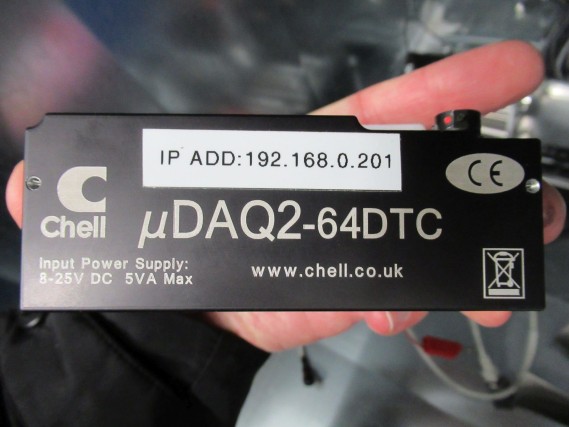 IP ADD:192.168.0.201
CE
Chell
µDAQ2-64DTC
Input Power Supply:
8-25V DC 5VA Max
www.chell.co.uk